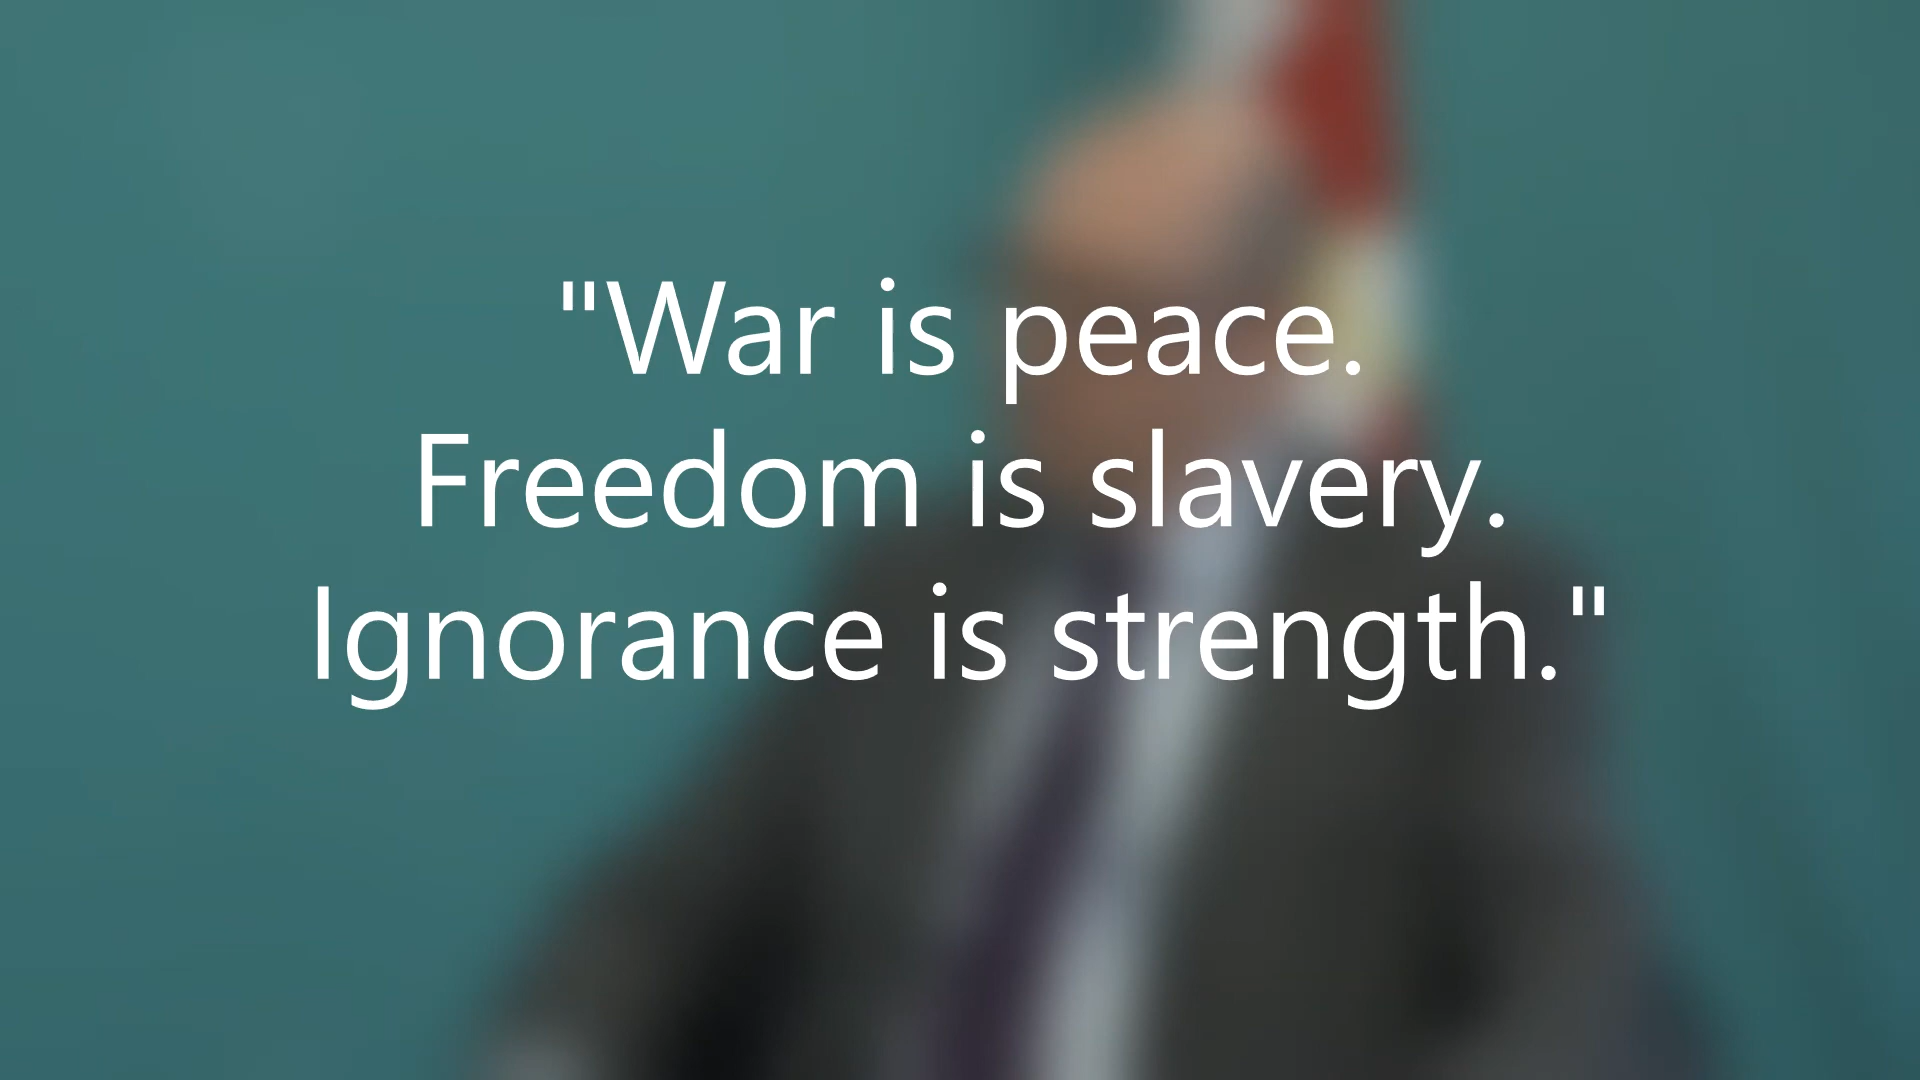 "War is peace.
Freedom is slavery.
Ignorance is strength."